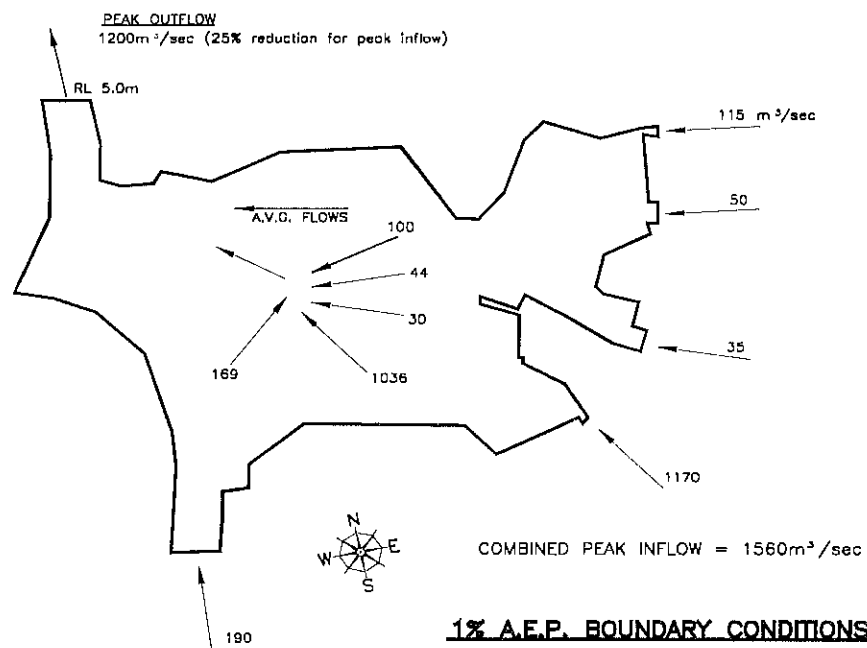 PEAK OUTFLOW
1200m³/sec (25% reduction for peak inflow)
RL 5.0m
115 m³/sec
50
A.V.G. FLOWS
100
44
30
169
1036
35
1170
N
W E
S
COMBINED PEAK INFLOW = 1560m³/sec
190
1% A.E.P. BOUNDARY CONDITIONS